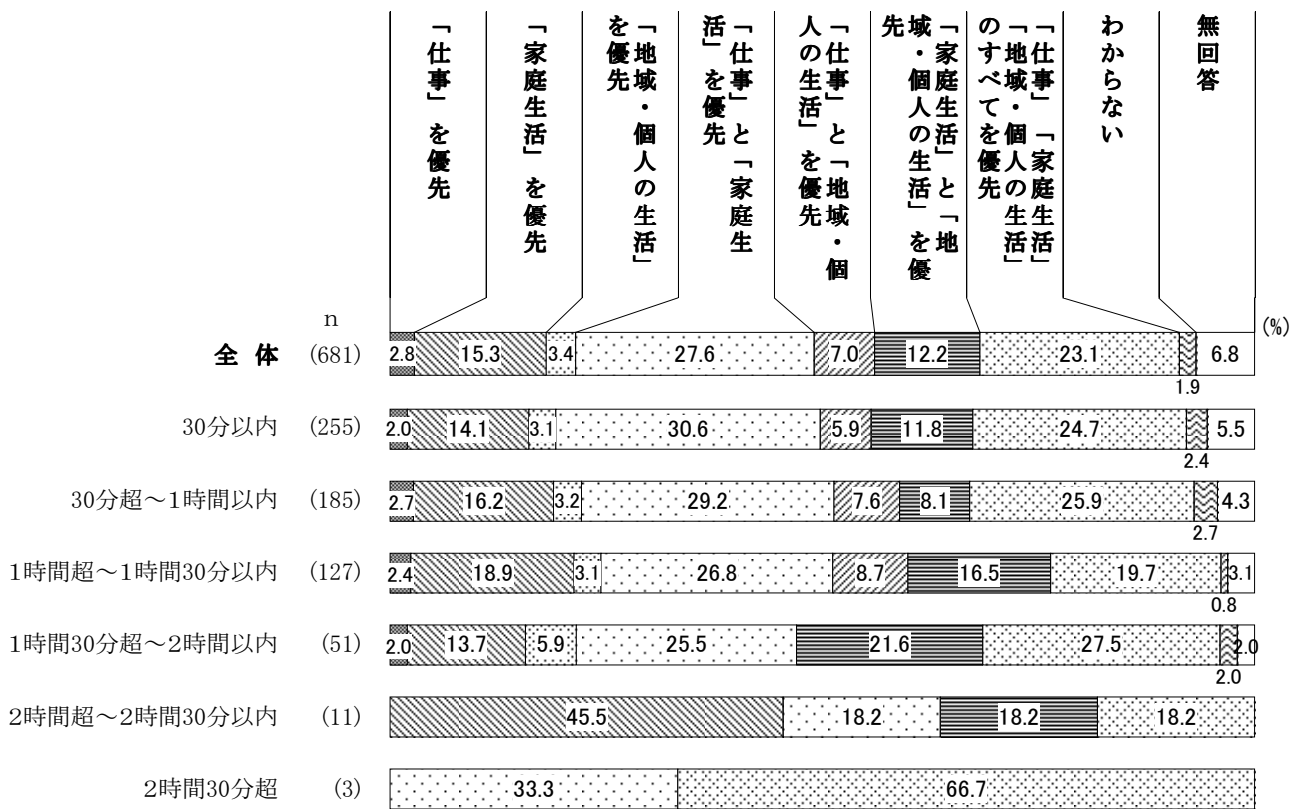 「仕事」を優先
「家庭生活」を優先
「地域・個人の生活」
を優先
「仕事」と「家庭生
活」を優先
「仕事」と「地域・個
人の生活」を優先
「家庭生活」と「地
域・個人の生活」を優
先
「仕事」「家庭生活」
「地域・個人の生活」
のすべてを優先
わからない
無回答
(%)
n
全 体 (681) 2.8 15.3 3.4 27.6 7.0 12.2 23.1 1.9 6.8
30分以内 (255) 2.0 14.1 3.1 30.6 5.9 11.8 24.7 2.4 5.5
30分超～1時間以内 (185) 2.7 16.2 3.2 29.2 7.6 8.1 25.9 2.7 4.3
1時間超～1時間30分以内 (127) 2.4 18.9 3.1 26.8 8.7 16.5 19.7 0.8 3.1
1時間30分超～2時間以内 (51) 2.0 13.7 5.9 25.5 21.6 27.5 2.0 2.0
2時間超～2時間30分以内 (11) 45.5 18.2 18.2 18.2
2時間30分超 (3) 33.3 66.7